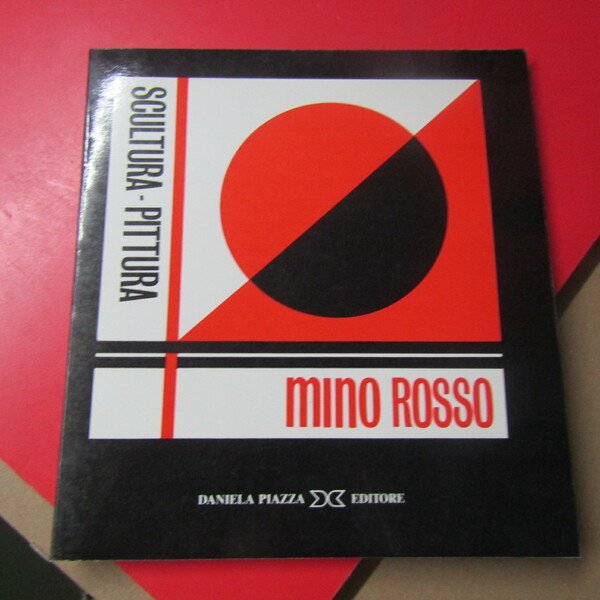 SCULTURA - PITTURA
mino ROSSO
DANIELA PIAZZA EDITORE